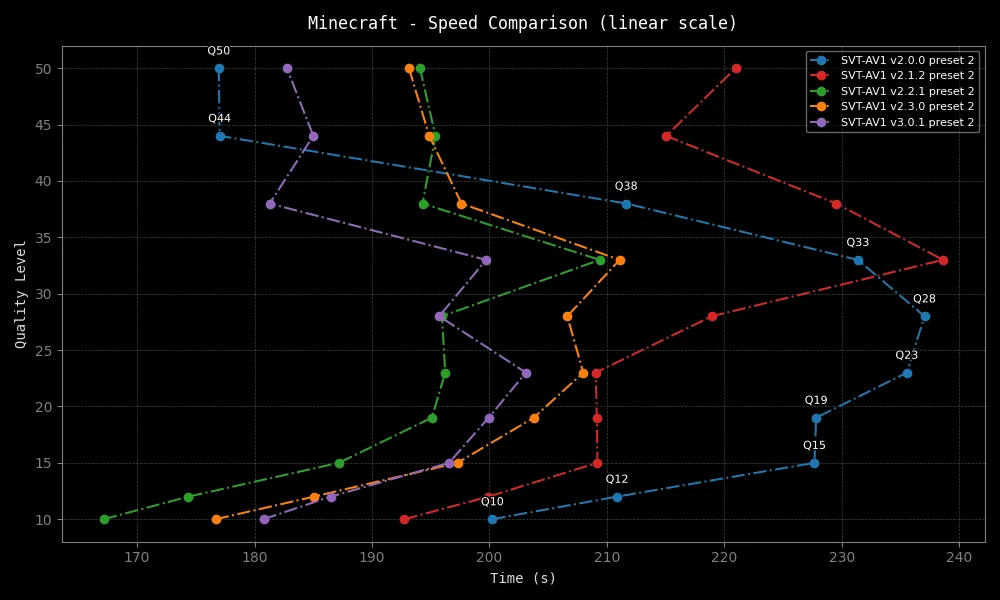 Minecraft - Speed Comparison (linear scale)
SVT-AV1 v2.0.0 preset 2
SVT-AV1 v2.1.2 preset 2
SVT-AV1 v2.2.1 preset 2
SVT-AV1 v2.3.0 preset 2
SVT-AV1 v3.0.1 preset 2
Quality Level
50
45
40
35
30
25
20
15
10
Q50
Q44
Q38
Q33
Q28
Q23
Q19
Q15
Q12
Q10
170 180 190 200 210 220 230 240
Time (s)